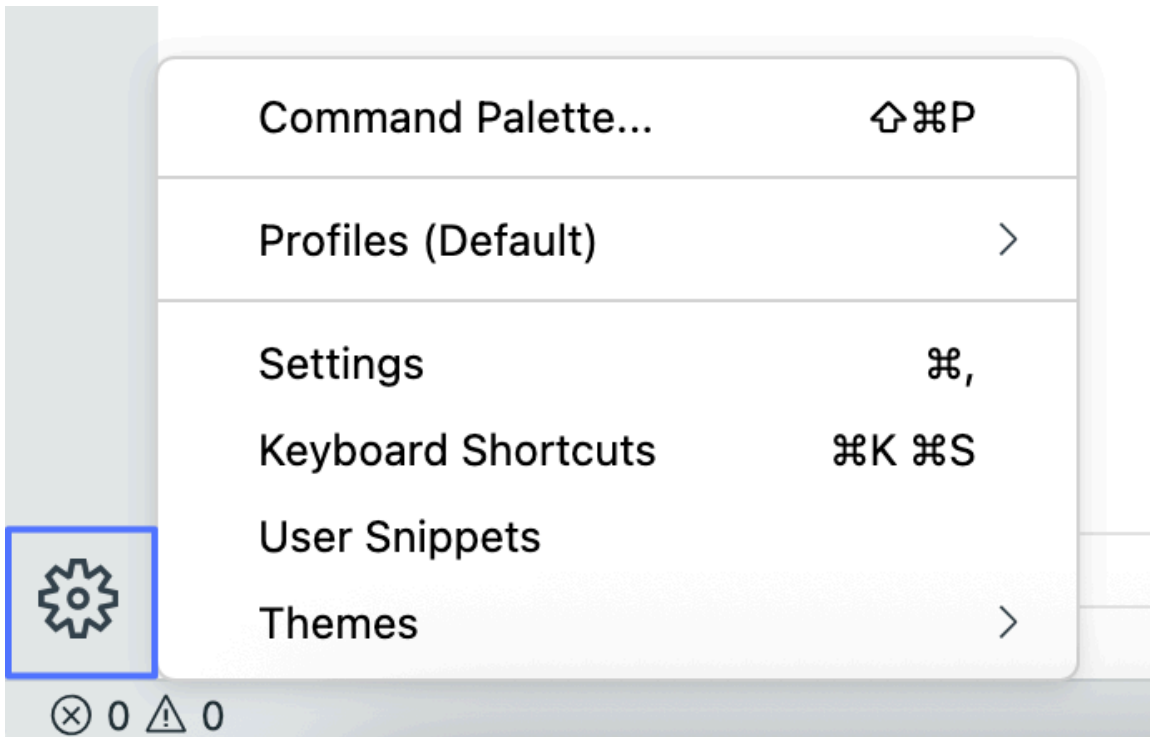 Command Palette... ⇧⌘P
Profiles (Default)
Settings ⌘,
Keyboard Shortcuts ⌘K ⌘S
User Snippets
Themes
0 0